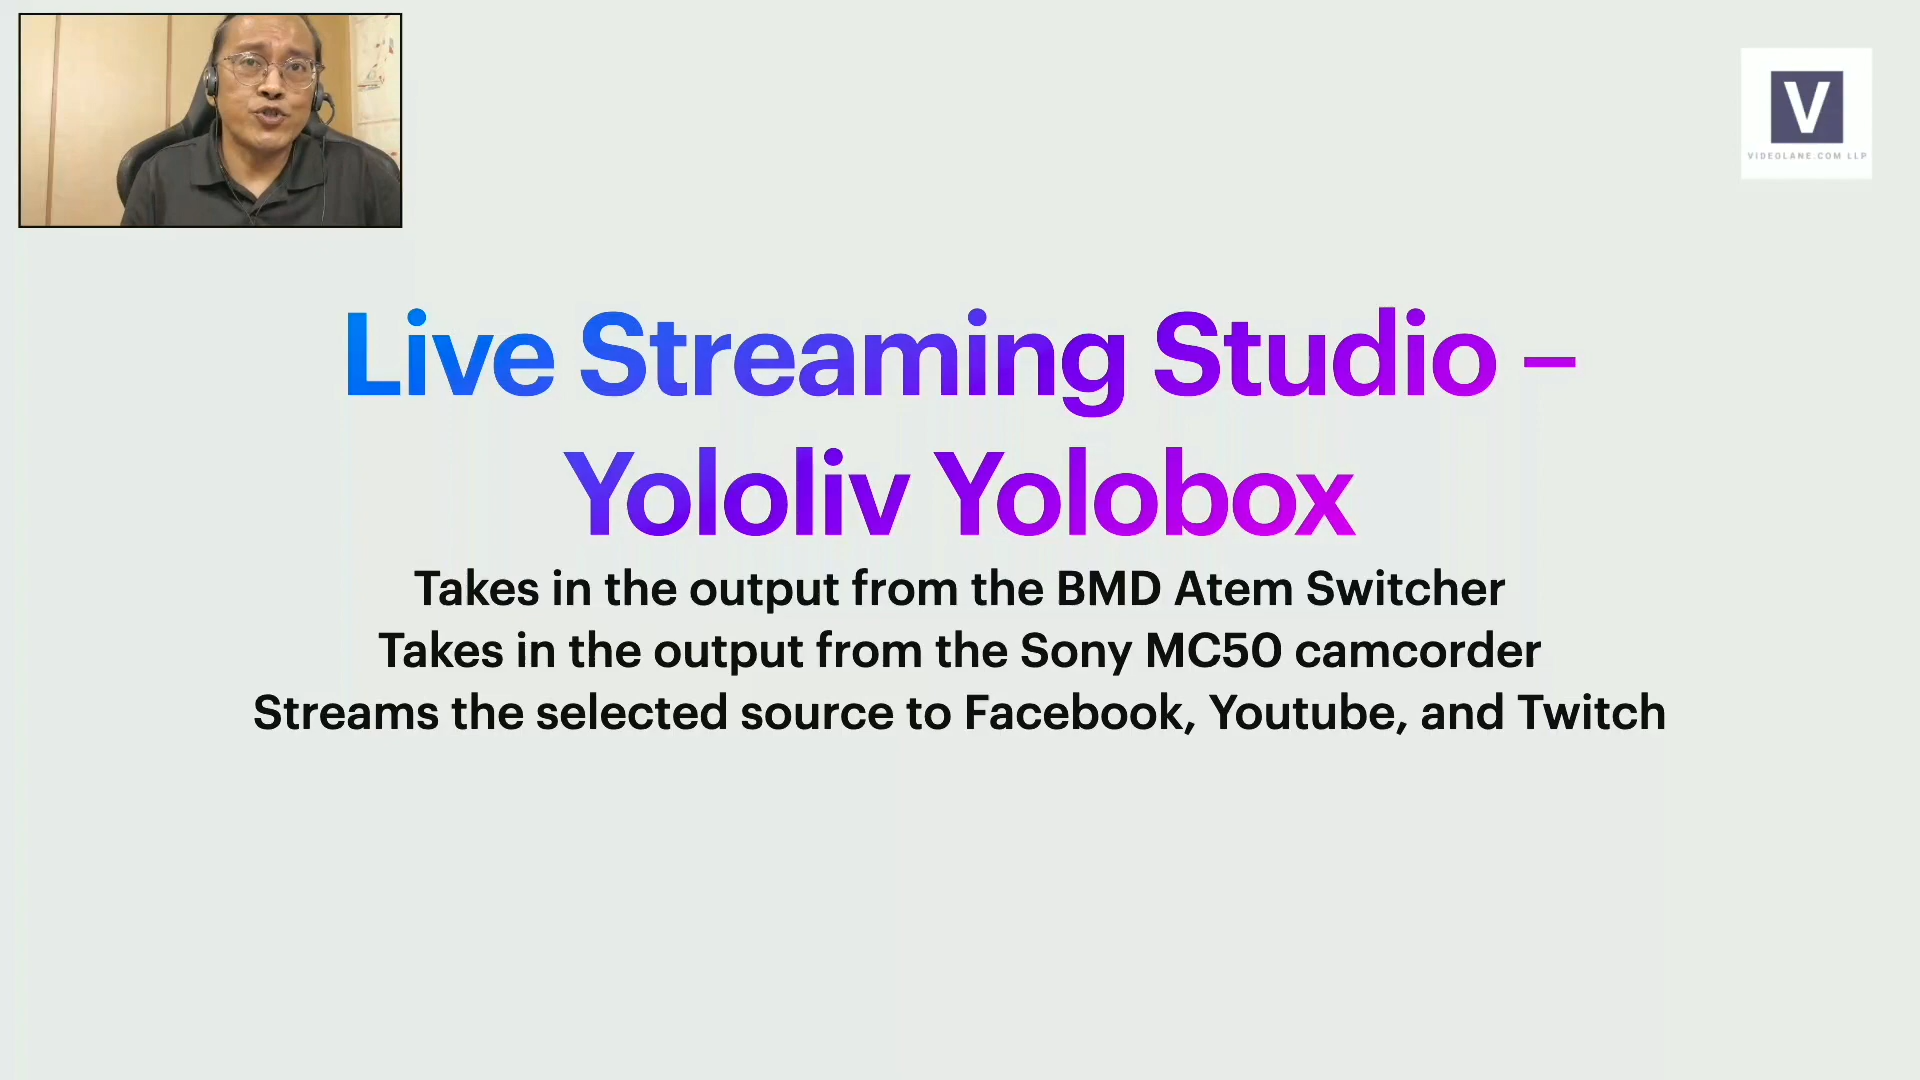 V
VIDEOLANE.COM LLP
Live Streaming Studio –
Yololiv Yolobox
Takes in the output from the BMD Atem Switcher
Takes in the output from the Sony MC50 camcorder
Streams the selected source to Facebook, Youtube, and Twitch